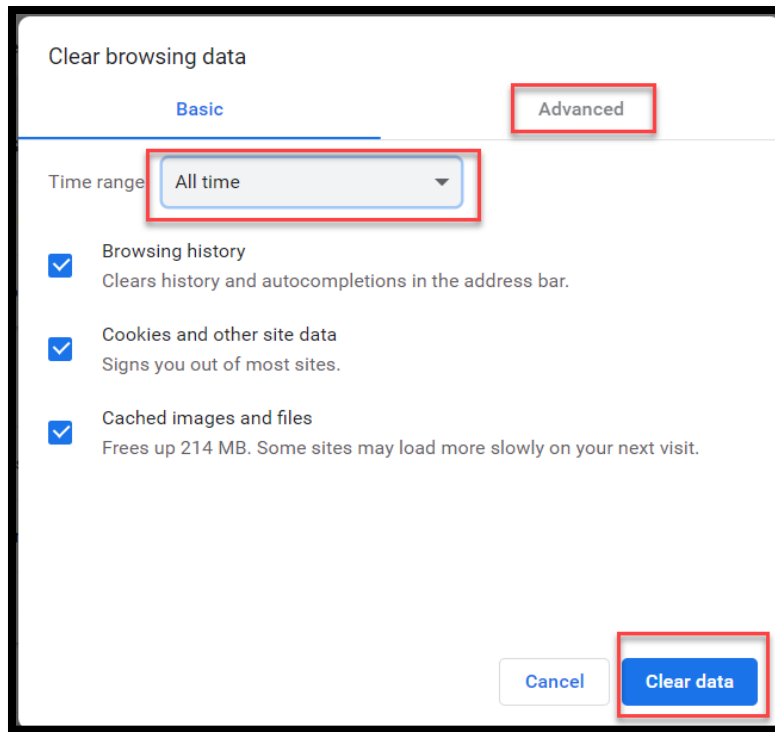 Clear browsing data
Basic
Advanced
Time range
All time
Browsing history
Clears history and autocompletions in the address bar.
Cookies and other site data
Signs you out of most sites.
Cached images and files
Frees up 214 MB. Some sites may load more slowly on your next visit.
Cancel
Clear data